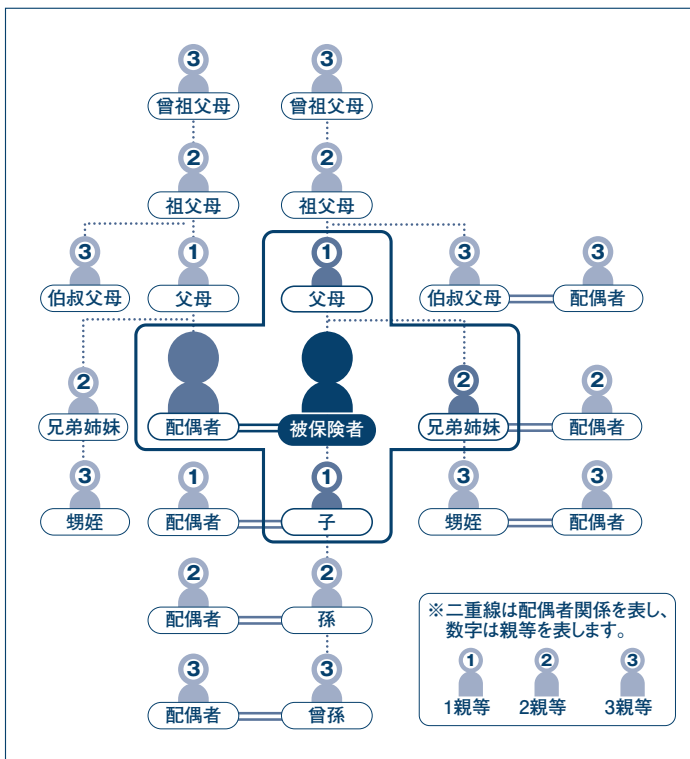 3 3
曾祖父母 曾祖父母
2 2
祖父母 祖父母
3 1 1 3 3
伯叔父母 父母 父母 伯叔父母 配偶者
2 2 2
兄弟姉妹 配偶者 被保険者 兄弟姉妹 配偶者
3 1 1 3 3
甥姪 配偶者 子 甥姪 配偶者
2 2
配偶者 孫
3 3
配偶者 曾孫
※二重線は配偶者関係を表し、
数字は親等を表します。
1 2 3
1親等 2親等 3親等